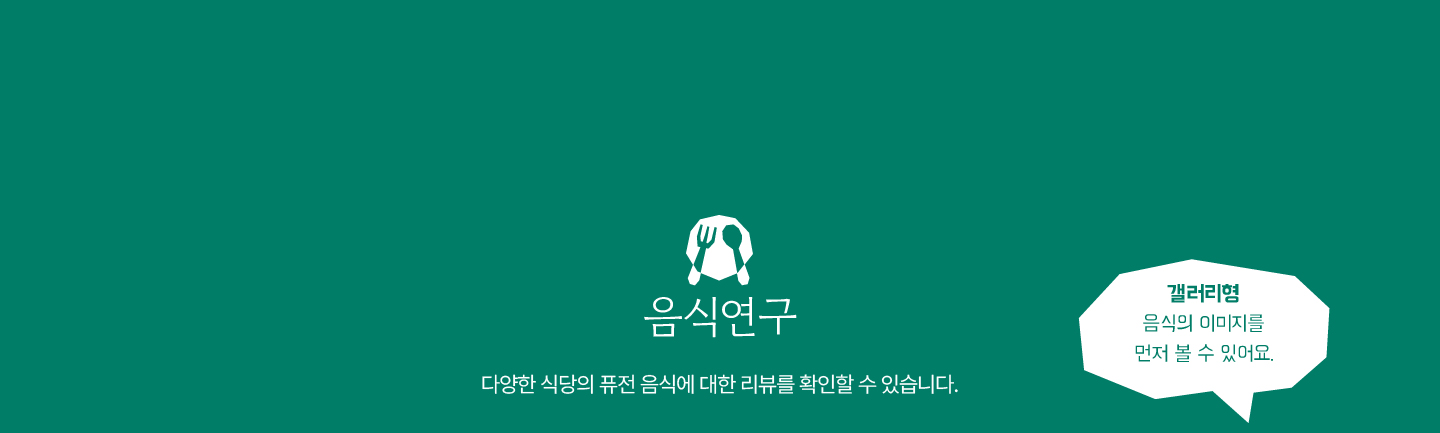 음식연구
다양한 식당의 퓨전 음식에 대한 리뷰를 확인할 수 있습니다.
갤러리형
음식의 이미지를
먼저 볼 수 있어요.